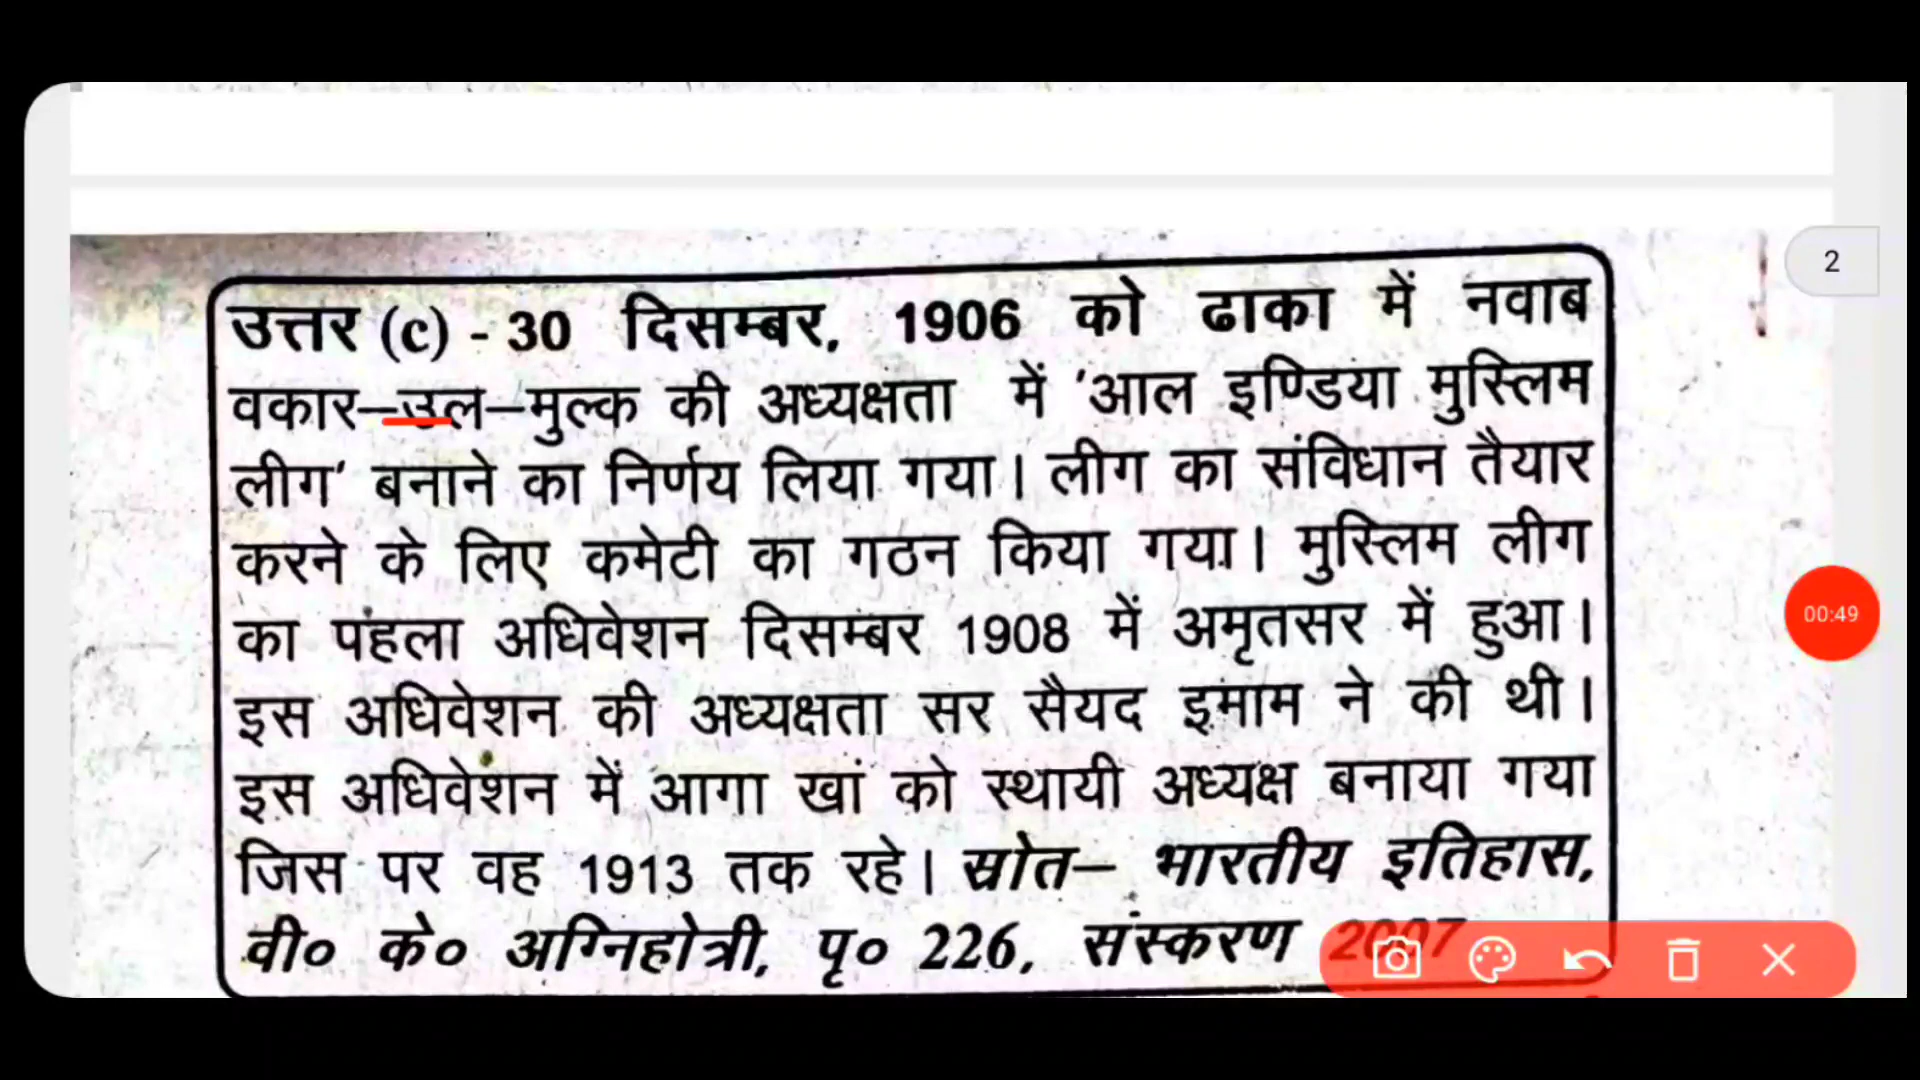 2
उत्तर (c) - 30 दिसम्बर, 1906 को ढाका में नवाब
वकार–उल–मुल्क की अध्यक्षता में 'आल इण्डिया मुस्लिम
लीग' बनाने का निर्णय लिया गया। लीग का संविधान तैयार
करने के लिए कमेटी का गठन किया गया। मुस्लिम लीग
का पहला अधिवेशन दिसम्बर 1908 में अमृतसर में हुआ।
इस अधिवेशन की अध्यक्षता सर सैयद इमाम ने की थी।
इस अधिवेशन में आगा खां को स्थायी अध्यक्ष बनाया गया
जिस पर वह 1913 तक रहे। स्रोत– भारतीय इतिहास,
वी० के० अग्निहोत्री, पृ० 226, संस्करण 2007
00:49